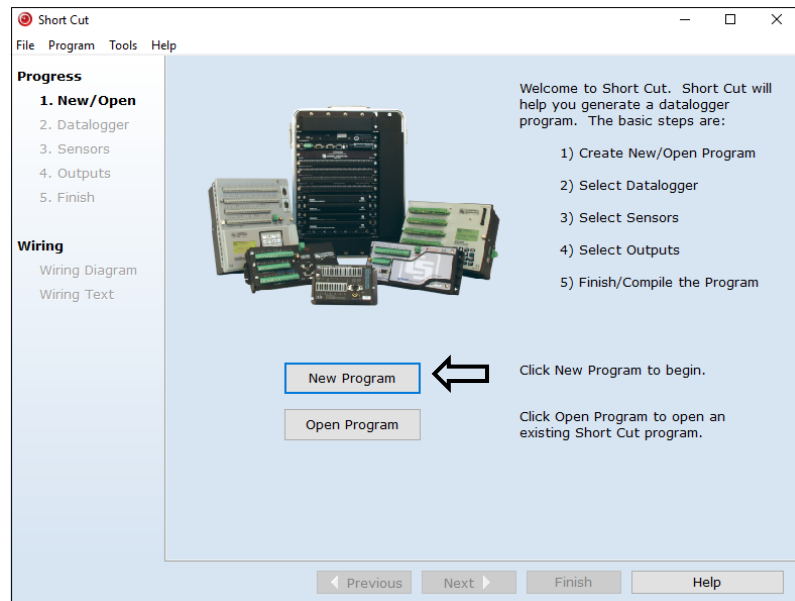 Short Cut
File Program Tools Help
Progress
1. New/Open
2. Datalogger
3. Sensors
4. Outputs
5. Finish
Wiring
Wiring Diagram
Wiring Text
Welcome to Short Cut. Short Cut will
help you generate a datalogger
program. The basic steps are:
1) Create New/Open Program
2) Select Datalogger
3) Select Sensors
4) Select Outputs
5) Finish/Compile the Program
New Program
Click New Program to begin.
Open Program
Click Open Program to open an
existing Short Cut program.
Previous Next Finish Help